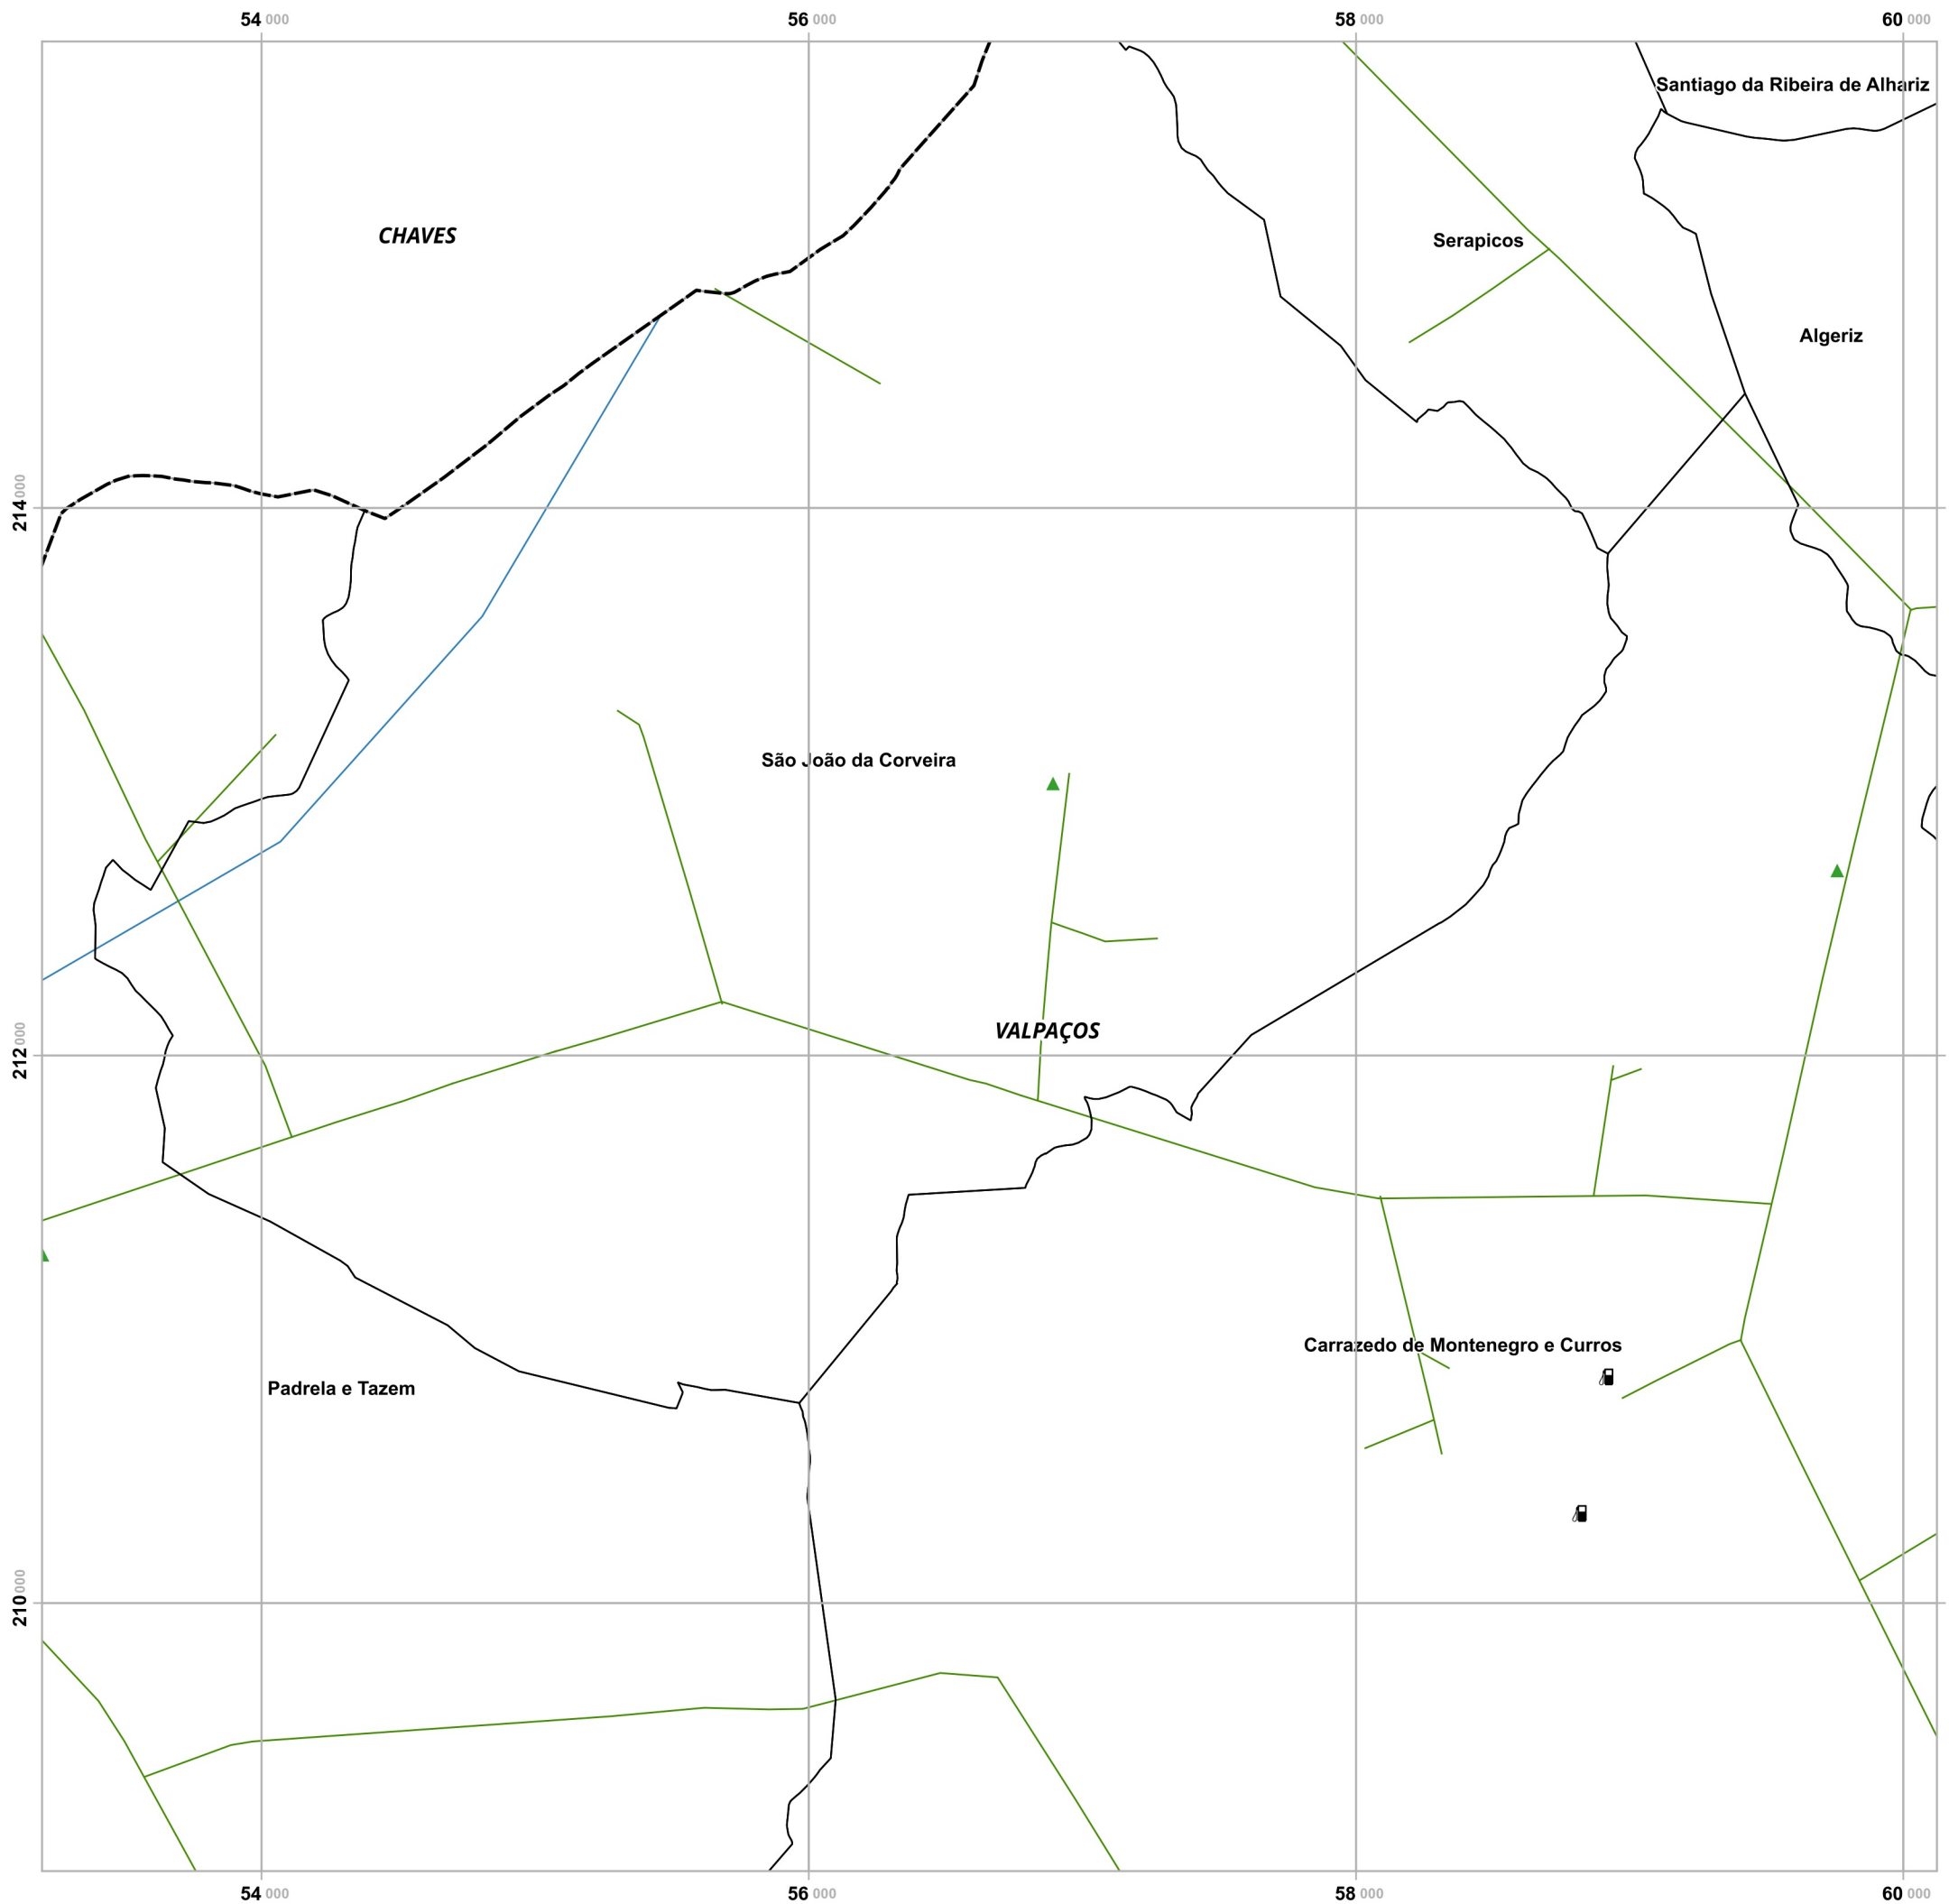 54 000 56 000 58 000 60 000
Santiago da Ribeira de Alhariz
CHAVES
Serapicos
Algeriz
214 000
São João da Corveira
VALPAÇOS
212 000
Carrazedo de Montenegro e Curros
Padrela e Tazem
210 000
54 000 56 000 58 000 60 000